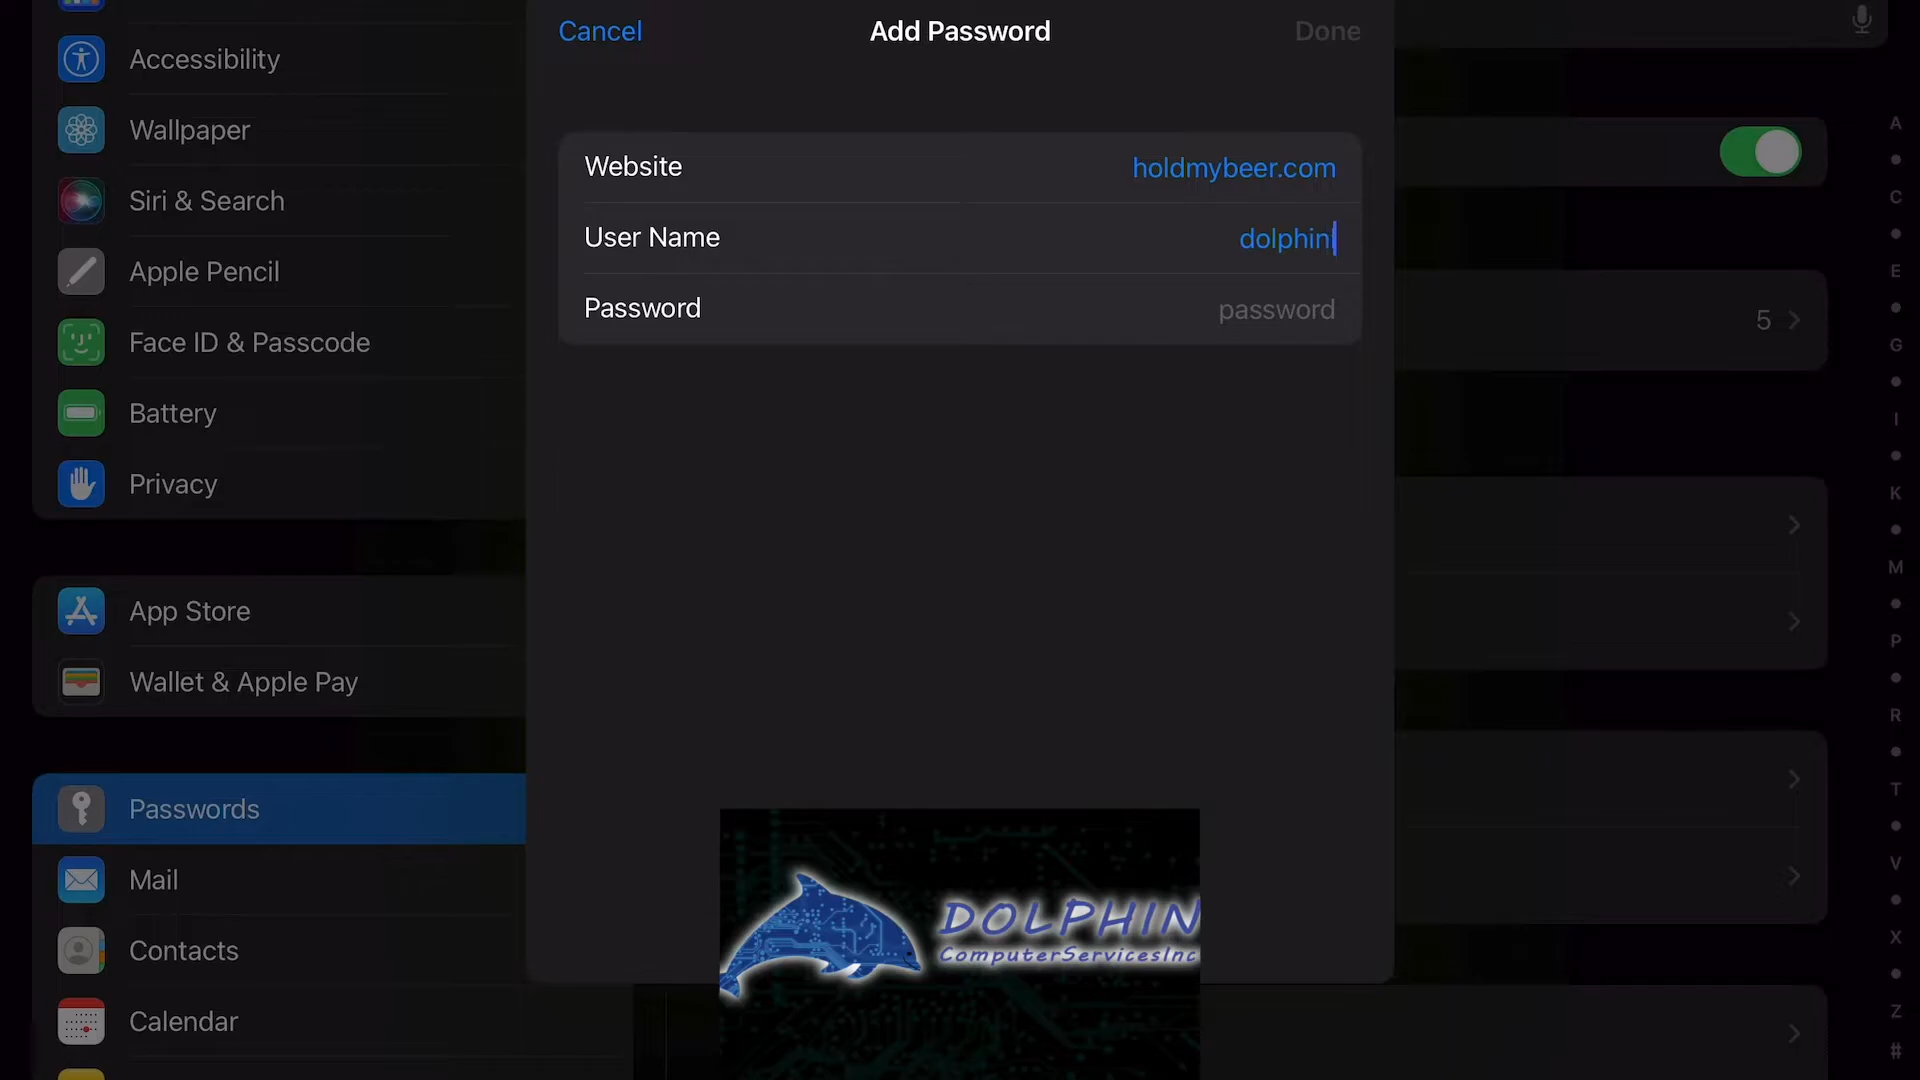 Accessibility
Wallpaper
Siri & Search
Apple Pencil
Face ID & Passcode
Battery
Privacy
App Store
Wallet & Apple Pay
Passwords
Mail
Contacts
Calendar
Cancel
Add Password
Done
Website
holdmybeer.com
User Name
dolphin
Password
password
DOLPHIN
ComputerServicesInc
5
A
C
E
G
I
K
M
P
R
T
V
X
Z
#